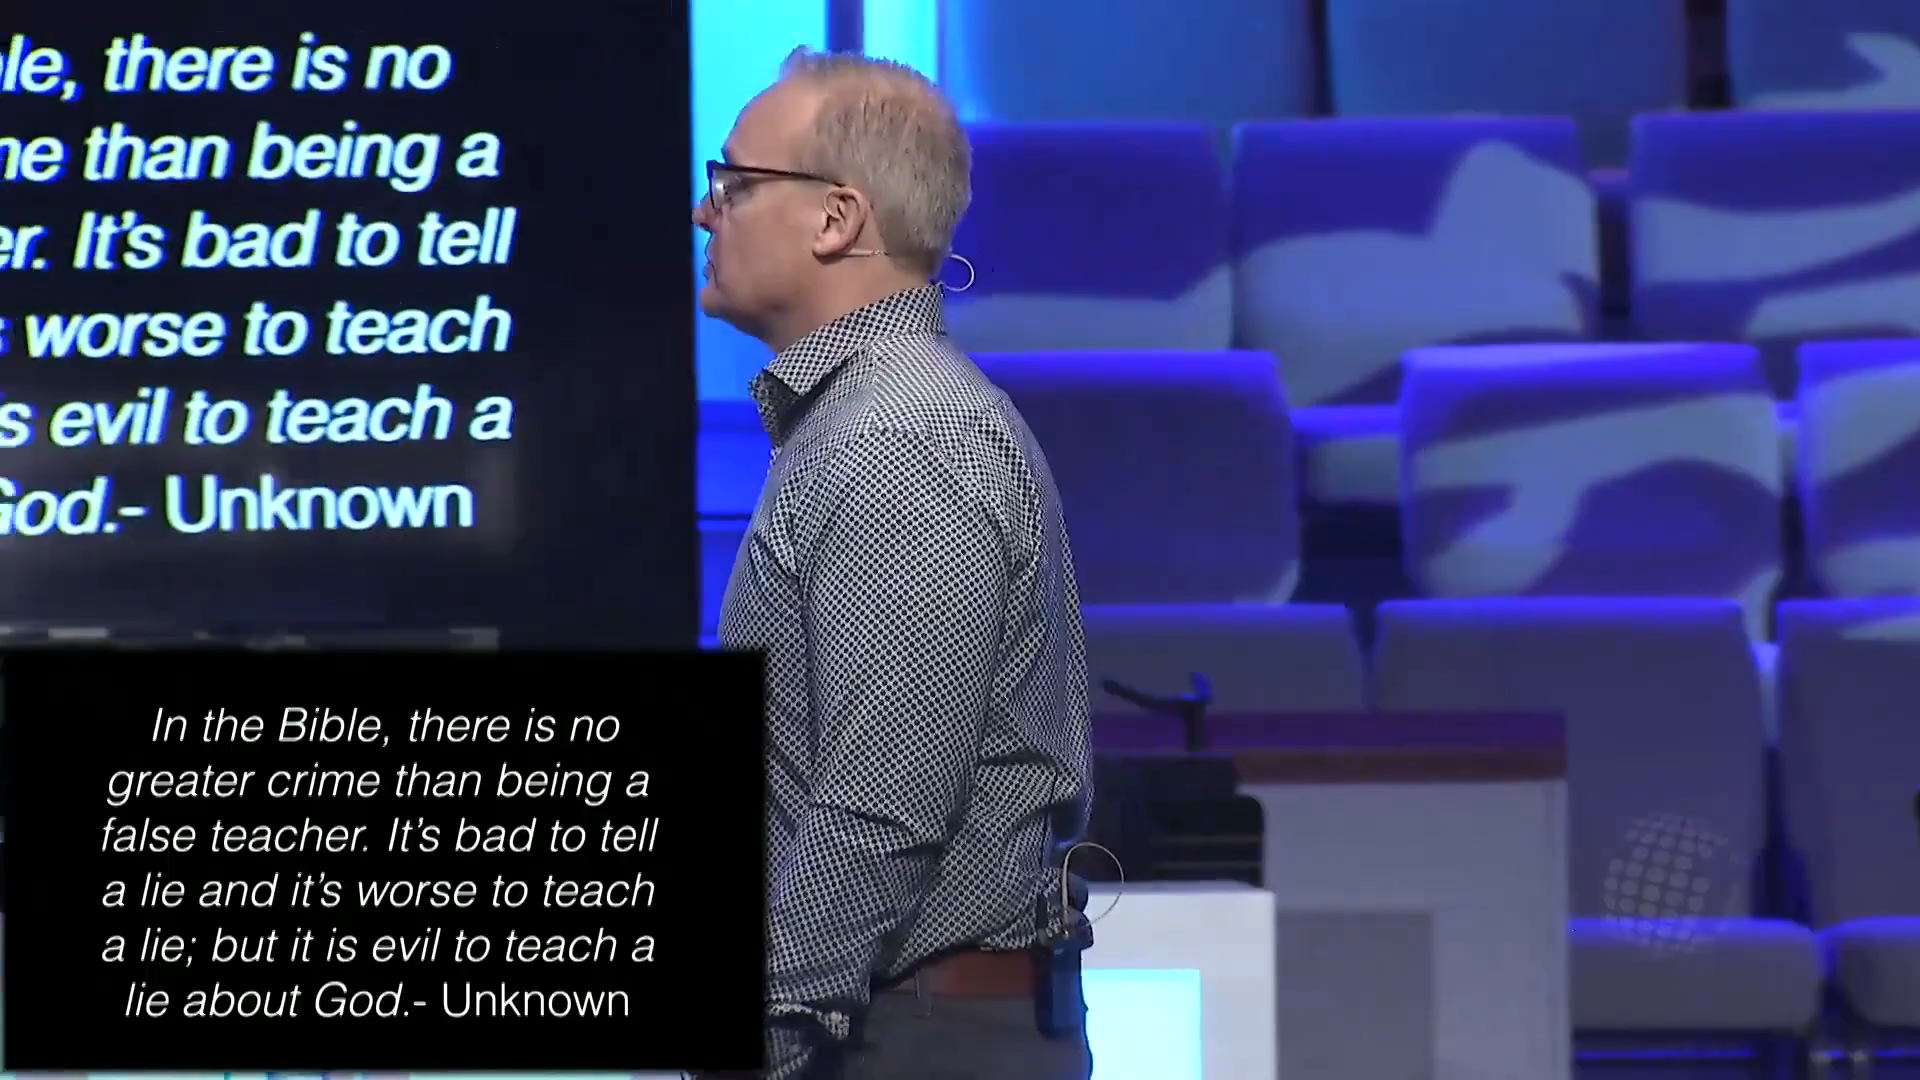 le, there is no
me than being a
er. It's bad to tell
s worse to teach
s evil to teach a
God.- Unknown
In the Bible, there is no
greater crime than being a
false teacher. It's bad to tell
a lie and it's worse to teach
a lie; but it is evil to teach a
lie about God.- Unknown